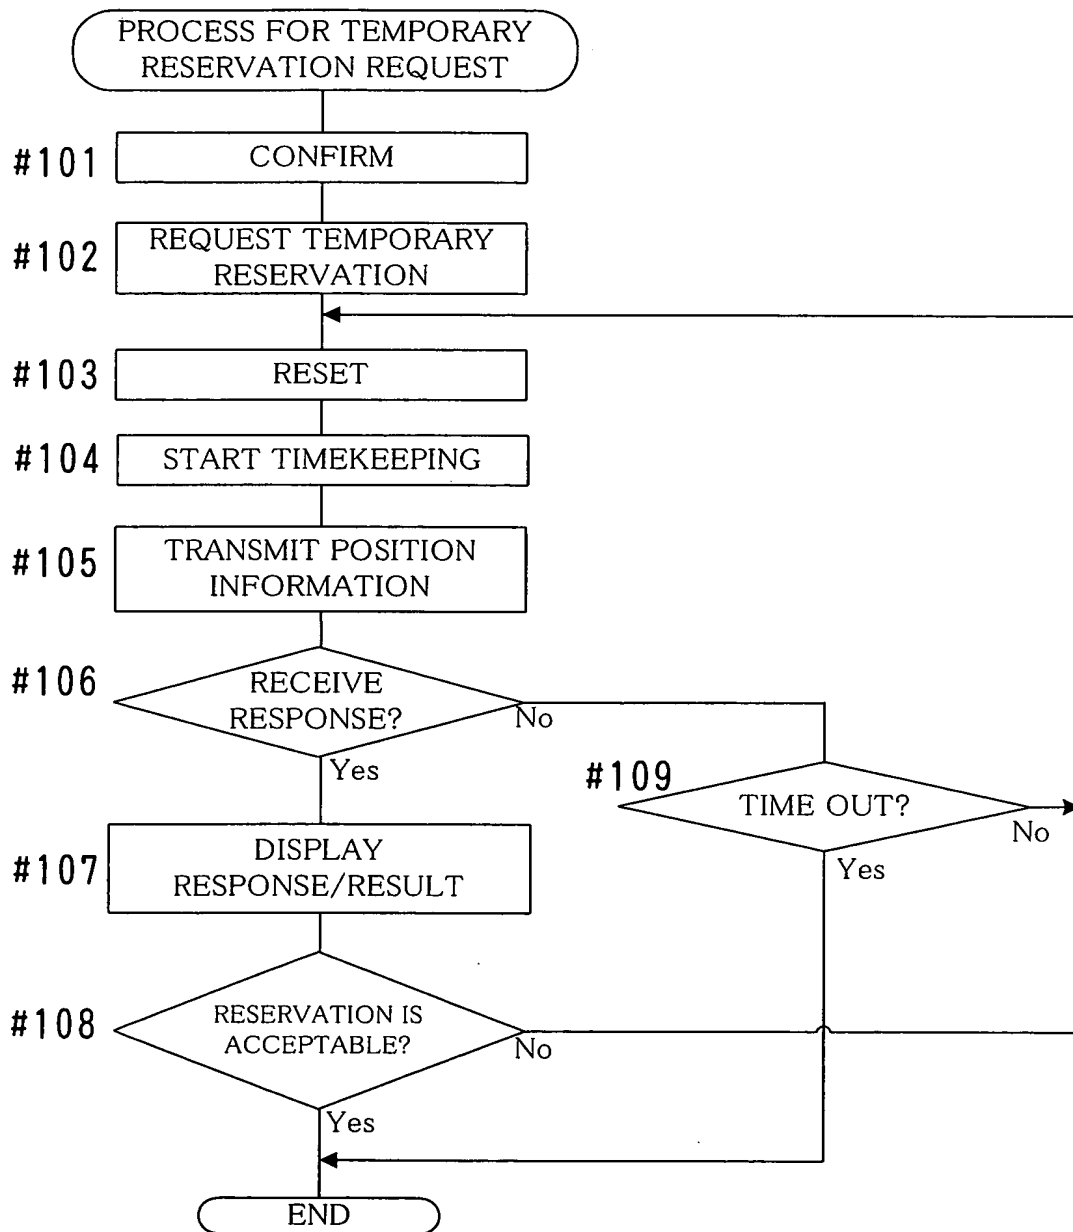 PROCESS FOR TEMPORARY
RESERVATION REQUEST
#101
CONFIRM
#102
REQUEST TEMPORARY
RESERVATION
#103
RESET
#104
START TIMEKEEPING
#105
TRANSMIT POSITION
INFORMATION
#106
RECEIVE
RESPONSE?
No
Yes
#109
TIME OUT?
No
Yes
#107
DISPLAY
RESPONSE/RESULT
#108
RESERVATION IS
ACCEPTABLE?
No
Yes
END